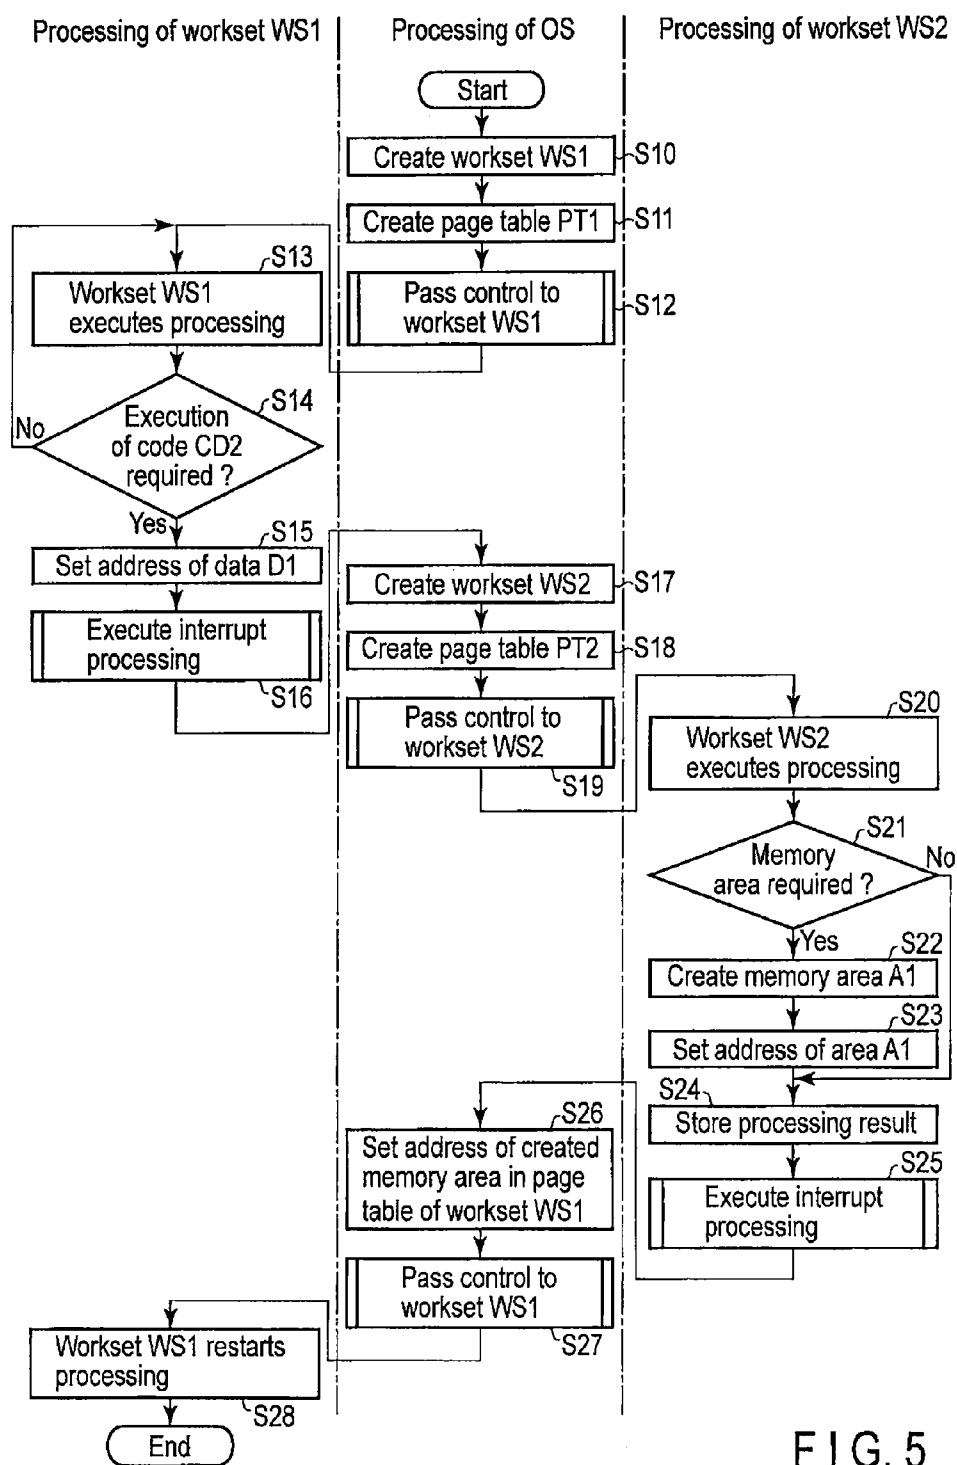 Processing of workset WS1
Processing of OS
Processing of workset WS2
Start
Create workset WS1
S10
Create page table PT1
S11
Pass control to
workset WS1
S12
S13
Workset WS1
executes processing
S14
Execution
of code CD2
required ?
No
Yes
S15
Set address of data D1
Execute interrupt
processing
S16
Create workset WS2
S17
Create page table PT2
S18
Pass control to
workset WS2
S19
S20
Workset WS2
executes processing
S21
Memory
area required ?
No
Yes
S22
Create memory area A1
S23
Set address of area A1
S24
Store processing result
S25
Execute interrupt
processing
S26
Set address of created
memory area in page
table of workset WS1
Pass control to
workset WS1
S27
Workset WS1 restarts
processing
S28
End
FIG. 5